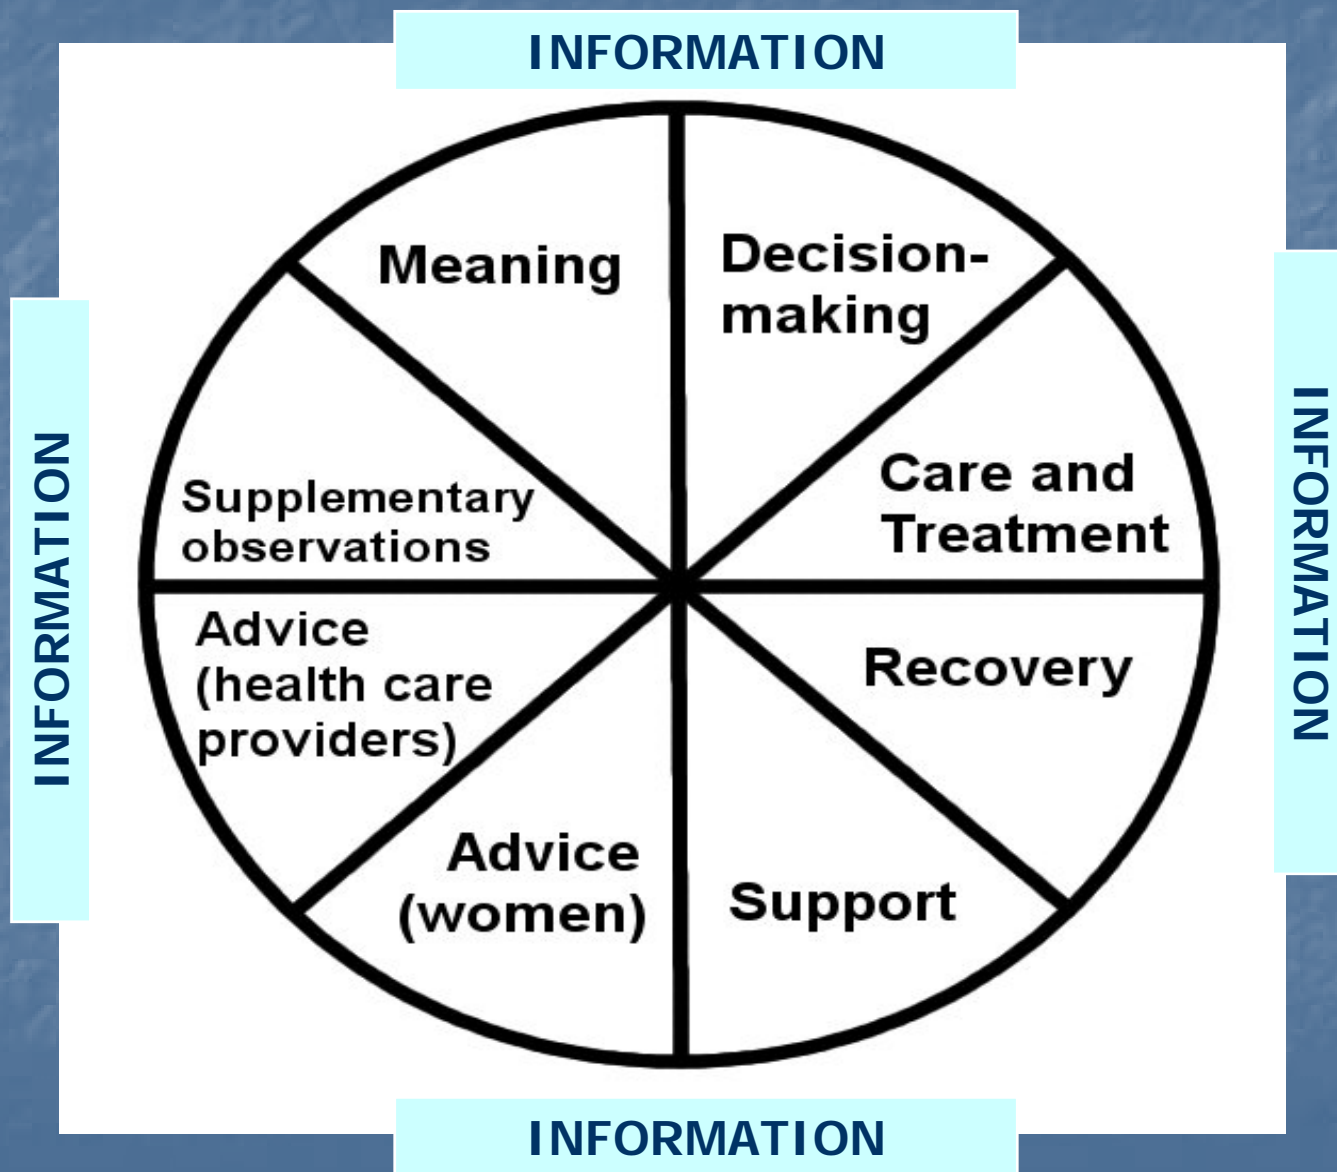 INFORMATION
Meaning
Decision-
making
Supplementary
observations
Care and
Treatment
INFORMATION
INFORMATION
Advice
(health care
providers)
Recovery
Advice
(women)
Support
INFORMATION